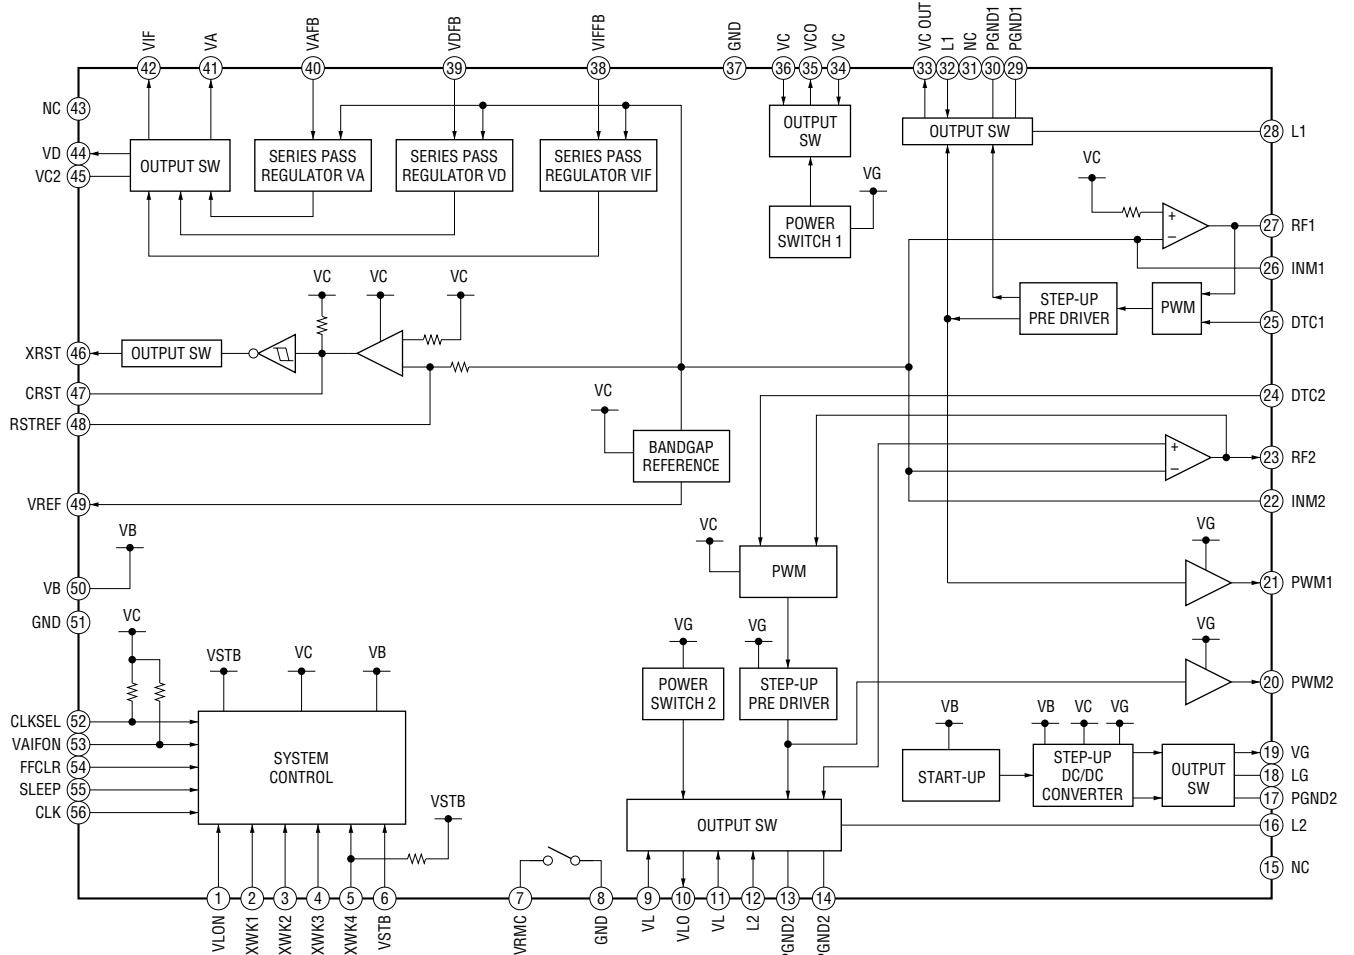 VIF
VA
VAFB
VDFB
VIFFB
GND
VC
VCO
VC
VC OUT
L1
NC
PGND1
PGND1
42
41
40
39
38
37
36
35
34
33
32
31
30
29
NC 43
VD 44
VC2 45
OUTPUT SW
SERIES PASS
REGULATOR VA
SERIES PASS
REGULATOR VD
SERIES PASS
REGULATOR VIF
OUTPUT
SW
OUTPUT SW
28 L1
VG
POWER
SWITCH 1
VC
+
−
27 RF1
26 INM1
VC
VC
VC
STEP-UP
PRE DRIVER
PWM
25 DTC1
XRST 46
OUTPUT SW
CRST 47
RSTREF 48
VC
BANDGAP
REFERENCE
24 DTC2
+
−
23 RF2
VREF 49
22 INM2
VB
VC
PWM
VG
VB 50
21 PWM1
GND 51
VC
VSTB
VC
VB
VG
VG
VG
POWER
SWITCH 2
STEP-UP
PRE DRIVER
20 PWM2
CLKSEL 52
VAIFON 53
FFCLR 54
SLEEP 55
CLK 56
SYSTEM
CONTROL
VB
VB
VC
VG
START-UP
STEP-UP
DC/DC
CONVERTER
OUTPUT
SW
19 VG
18 LG
17 PGND2
VSTB
OUTPUT SW
16 L2
15 NC
1
2
3
4
5
6
7
8
9
10
11
12
13
14
VLON
XWK1
XWK2
XWK3
XWK4
VSTB
VRMC
GND
VL
VLO
VL
L2
PGND2
PGND2